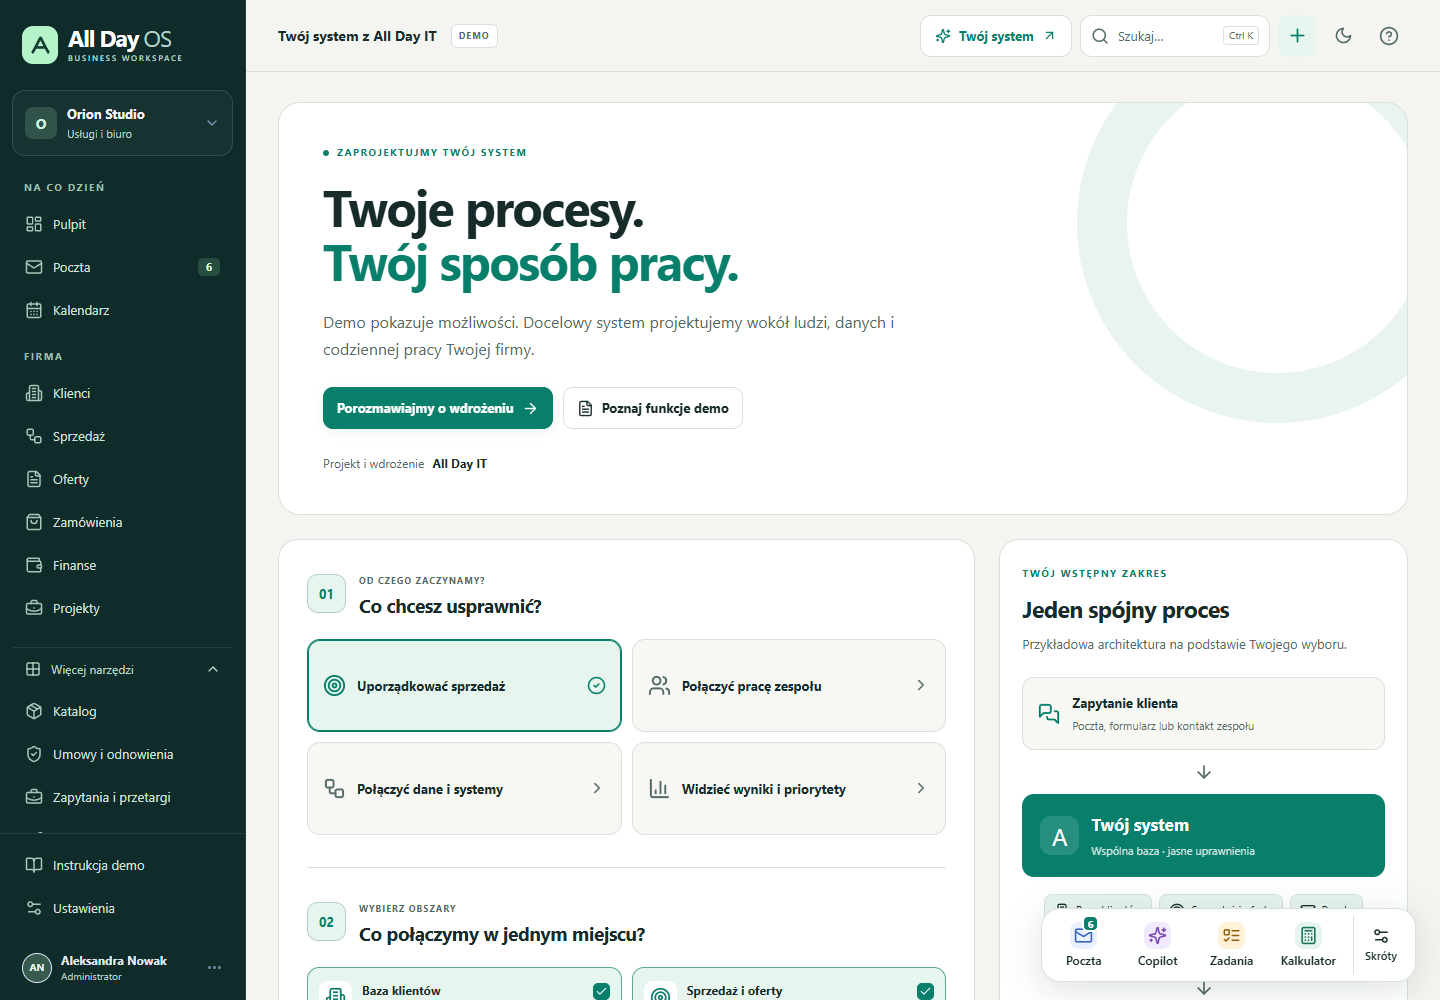 A All Day OS
BUSINESS WORKSPACE
O Orion Studio
Usługi i biuro
NA CO DZIEŃ
Pulpit
Poczta 6
Kalendarz
FIRMA
Klienci
Sprzedaż
Oferty
Zamówienia
Finanse
Projekty
Więcej narzędzi
Katalog
Umowy i odnowienia
Zapytania i przetargi
Instrukcja demo
Ustawienia
AN Aleksandra Nowak
Administrator
Twój system z All Day IT DEMO
Twój system
Szukaj... Ctrl K
ZAPROJEKTUJMY TWÓJ SYSTEM
Twoje procesy.
Twój sposób pracy.
Demo pokazuje możliwości. Docelowy system projektujemy wokół ludzi, danych i
codziennej pracy Twojej firmy.
Porozmawiajmy o wdrożeniu
Poznaj funkcje demo
Projekt i wdrożenie All Day IT
01
OD CZEGO ZACZYNAMY?
Co chcesz usprawnić?
Uporządkować sprzedaż
Połączyć pracę zespołu
Połączyć dane i systemy
Widzieć wyniki i priorytety
02
WYBIERZ OBSZARY
Co połączymy w jednym miejscu?
Baza klientów
Sprzedaż i oferty
TWÓJ WSTĘPNY ZAKRES
Jeden spójny proces
Przykładowa architektura na podstawie Twojego wyboru.
Zapytanie klienta
Poczta, formularz lub kontakt zespołu
A Twój system
Wspólna baza · jasne uprawnienia
6
Poczta
Copilot
Zadania
Kalkulator
Skróty